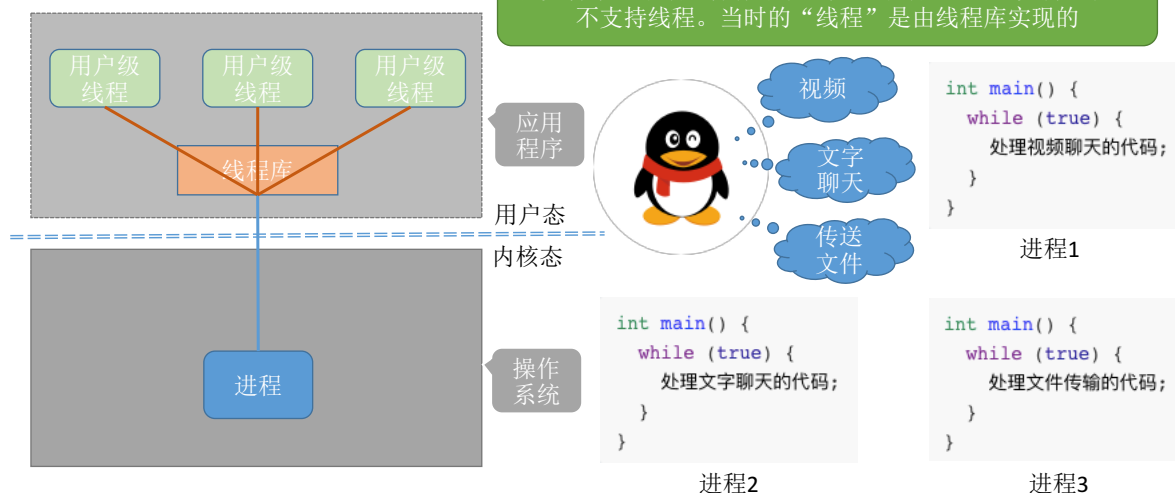 不支持线程。当时的“线程”是由线程库实现的
用户级
线程
用户级
线程
用户级
线程
线程库
应用
程序
用户态
内核态
进程
操作
系统
视频
文字
聊天
传送
文件
int main() {
while (true) {
处理视频聊天的代码;
}
}
进程1
int main() {
while (true) {
处理文字聊天的代码;
}
}
进程2
int main() {
while (true) {
处理文件传输的代码;
}
}
进程3